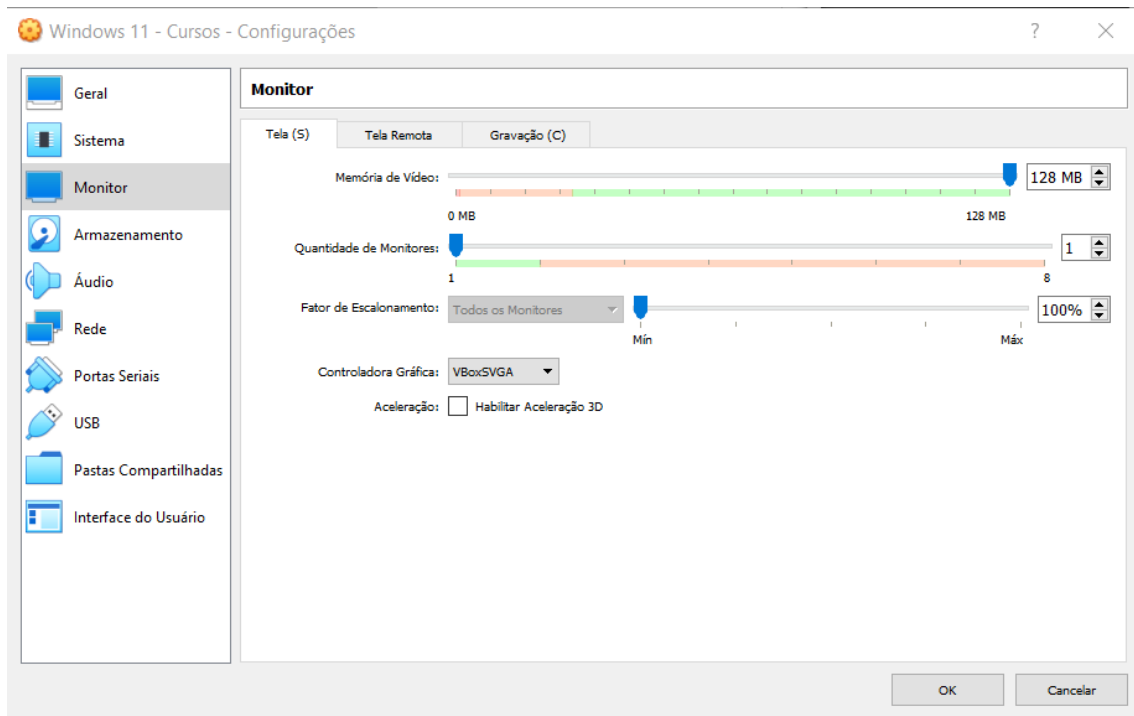 Windows 11 - Cursos - Configurações
?
Geral
Sistema
Monitor
Armazenamento
Áudio
Rede
Portas Seriais
USB
Pastas Compartilhadas
Interface do Usuário
Monitor
Tela (S) Tela Remota Gravação (C)
Memória de Vídeo: 128 MB
0 MB 128 MB
Quantidade de Monitores: 1
1 8
Fator de Escalonamento: Todos os Monitores 100%
Mín Máx
Controladora Gráfica: VBoxSVGA
Aceleração: Habilitar Aceleração 3D
OK Cancelar